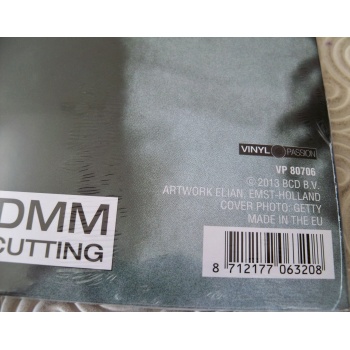 VINYL PASSION
VP 80706
© 2013 BCD B.V.
ARTWORK ELIAN, EMST-HOLLAND
COVER PHOTO: GETTY
MADE IN THE EU
DMM
CUTTING
8 712177 063208